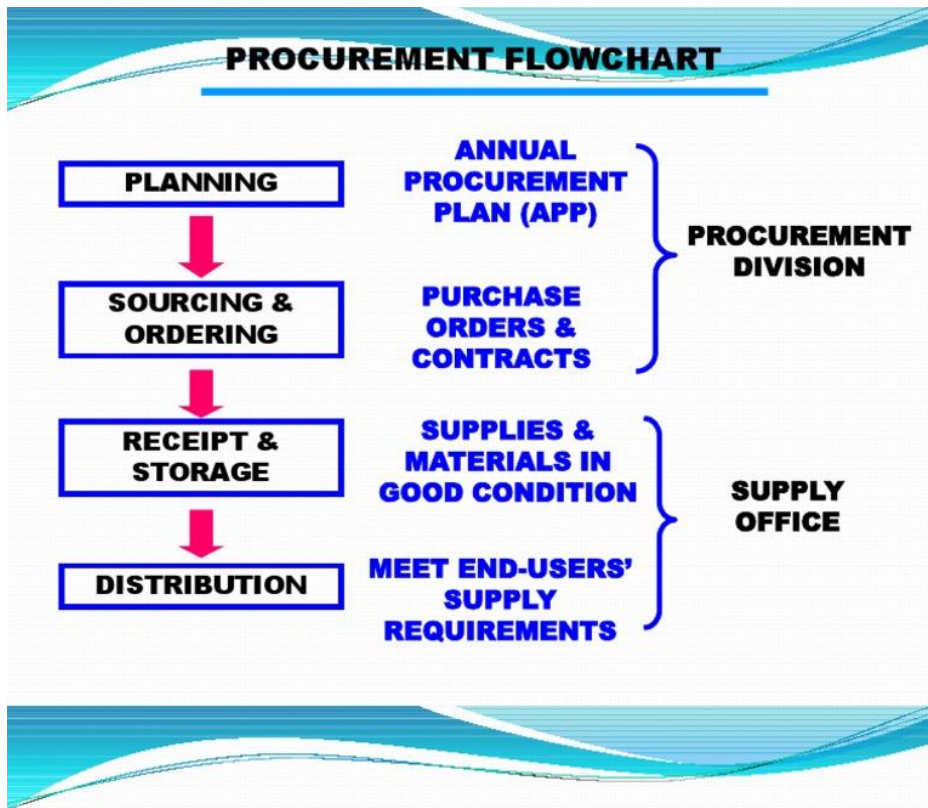 PROCUREMENT FLOWCHART
PLANNING
ANNUAL
PROCUREMENT
PLAN (APP)
SOURCING &
ORDERING
PURCHASE
ORDERS &
CONTRACTS
PROCUREMENT
DIVISION
RECEIPT &
STORAGE
SUPPLIES &
MATERIALS IN
GOOD CONDITION
DISTRIBUTION
MEET END-USERS’
SUPPLY
REQUIREMENTS
SUPPLY
OFFICE